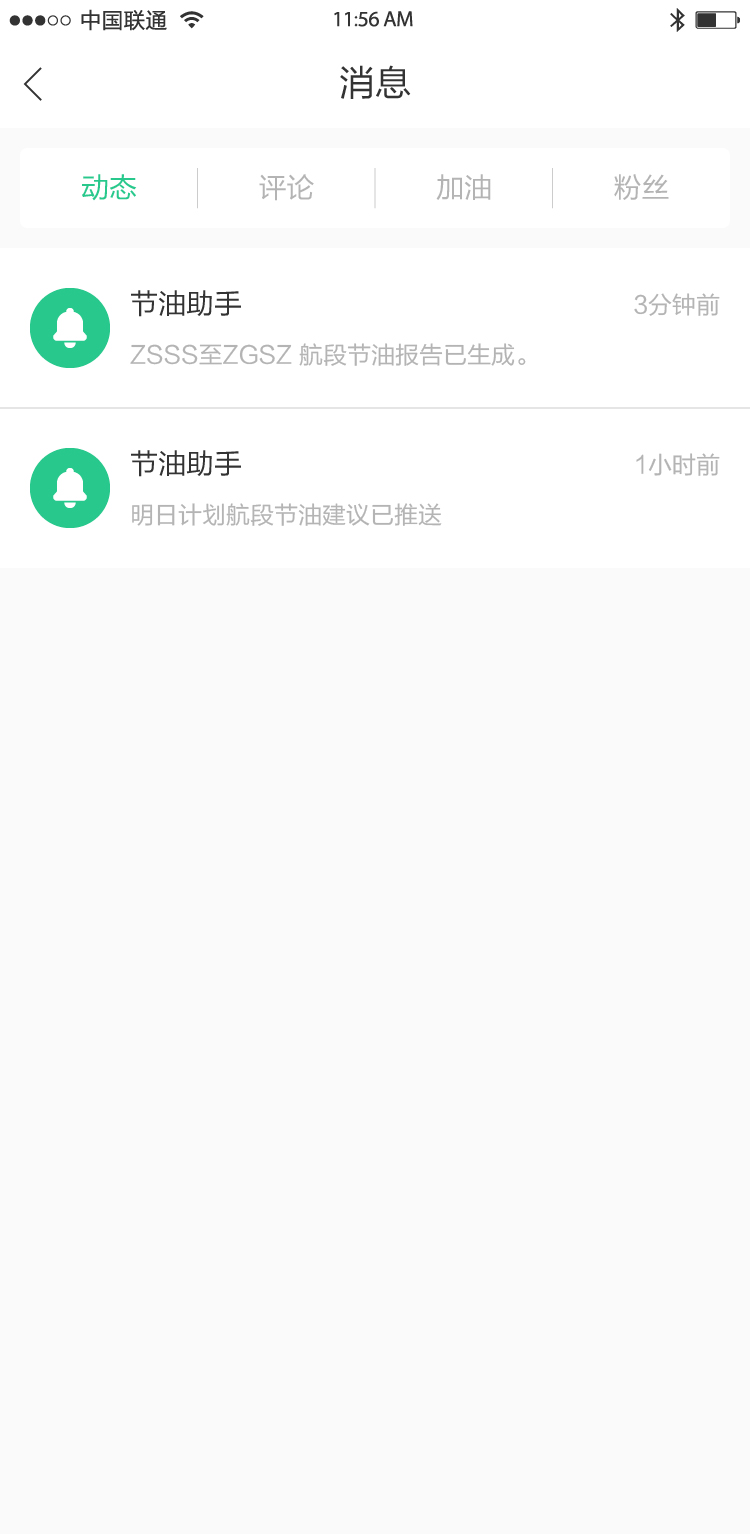 中国联通 11:56 AM
消息
动态 评论 加油 粉丝
节油助手 3分钟前
ZSSS至ZGSZ 航段节油报告已生成。
节油助手 1小时前
明日计划航段节油建议已推送